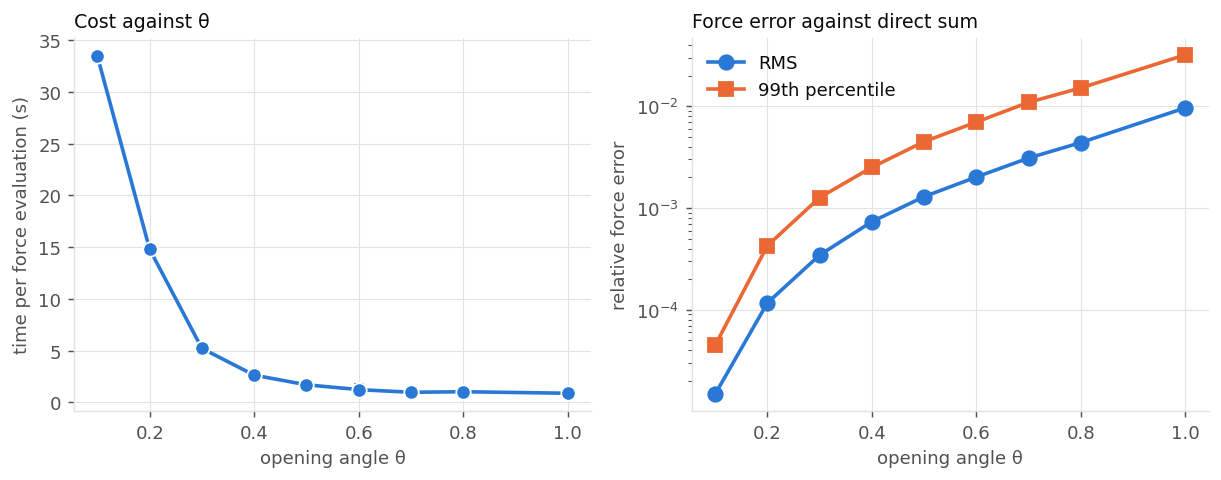 Cost against θ
time per force evaluation (s)
35
30
25
20
15
10
5
0
0.2 0.4 0.6 0.8 1.0
opening angle θ
Force error against direct sum
RMS
99th percentile
relative force error
10⁻²
10⁻³
10⁻⁴
0.2 0.4 0.6 0.8 1.0
opening angle θ